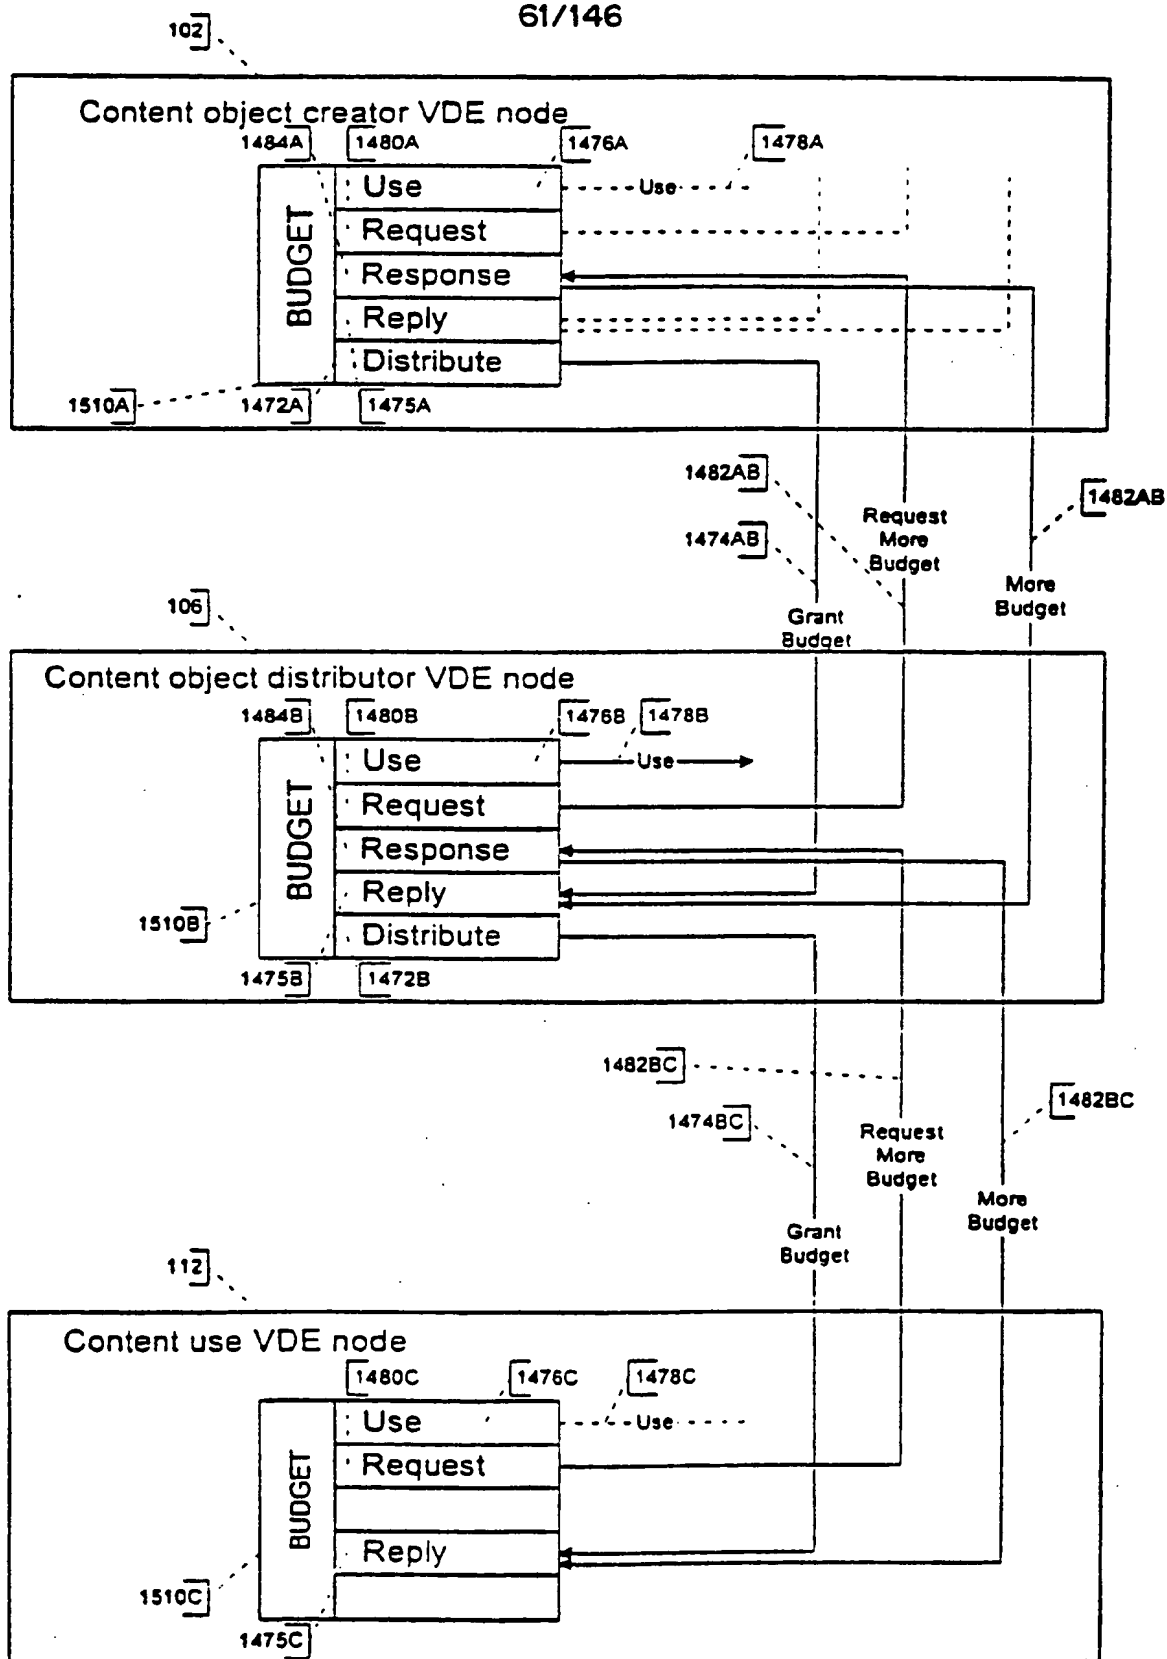 61/146
102
Content object creator VDE node
1484A
1480A
1476A
1478A
BUDGET
Use
Use
Request
Response
Reply
Distribute
1510A
1472A
1475A
1482AB
1482AB
1474AB
Request
More
Budget
More
Budget
Grant
Budget
106
Content object distributor VDE node
1484B
1480B
1476B
1478B
BUDGET
Use
Use
Request
Response
Reply
Distribute
1510B
1475B
1472B
1482BC
1482BC
1474BC
Request
More
Budget
More
Budget
Grant
Budget
112
Content use VDE node
1480C
1476C
1478C
BUDGET
Use
Use
Request
Reply
1510C
1475C